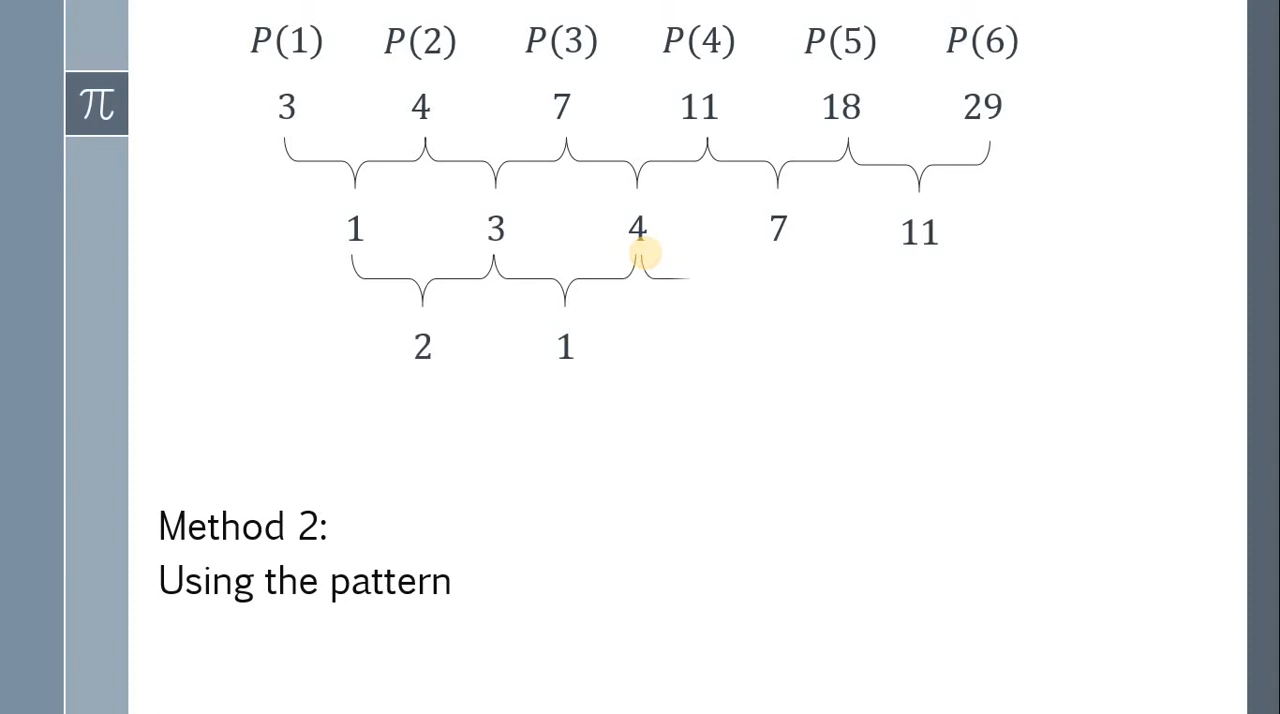 π
P(1) P(2) P(3) P(4) P(5) P(6)
3 4 7 11 18 29
1 3 4 7 11
2 1
Method 2:
Using the pattern